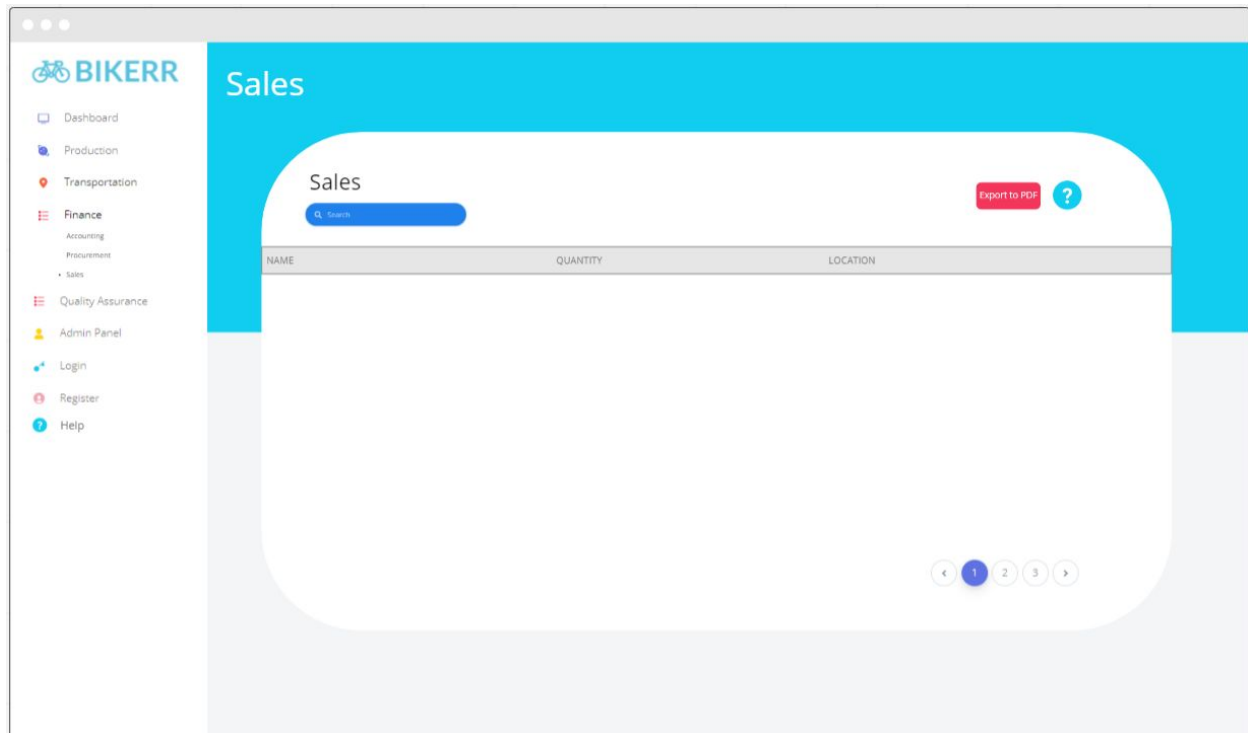 BIKERR
Dashboard
Production
Transportation
Finance
Accounting
Procurement
Sales
Quality Assurance
Admin Panel
Login
Register
Help
Sales
Sales
Search
Export to PDF
?
NAME QUANTITY LOCATION
1 2 3